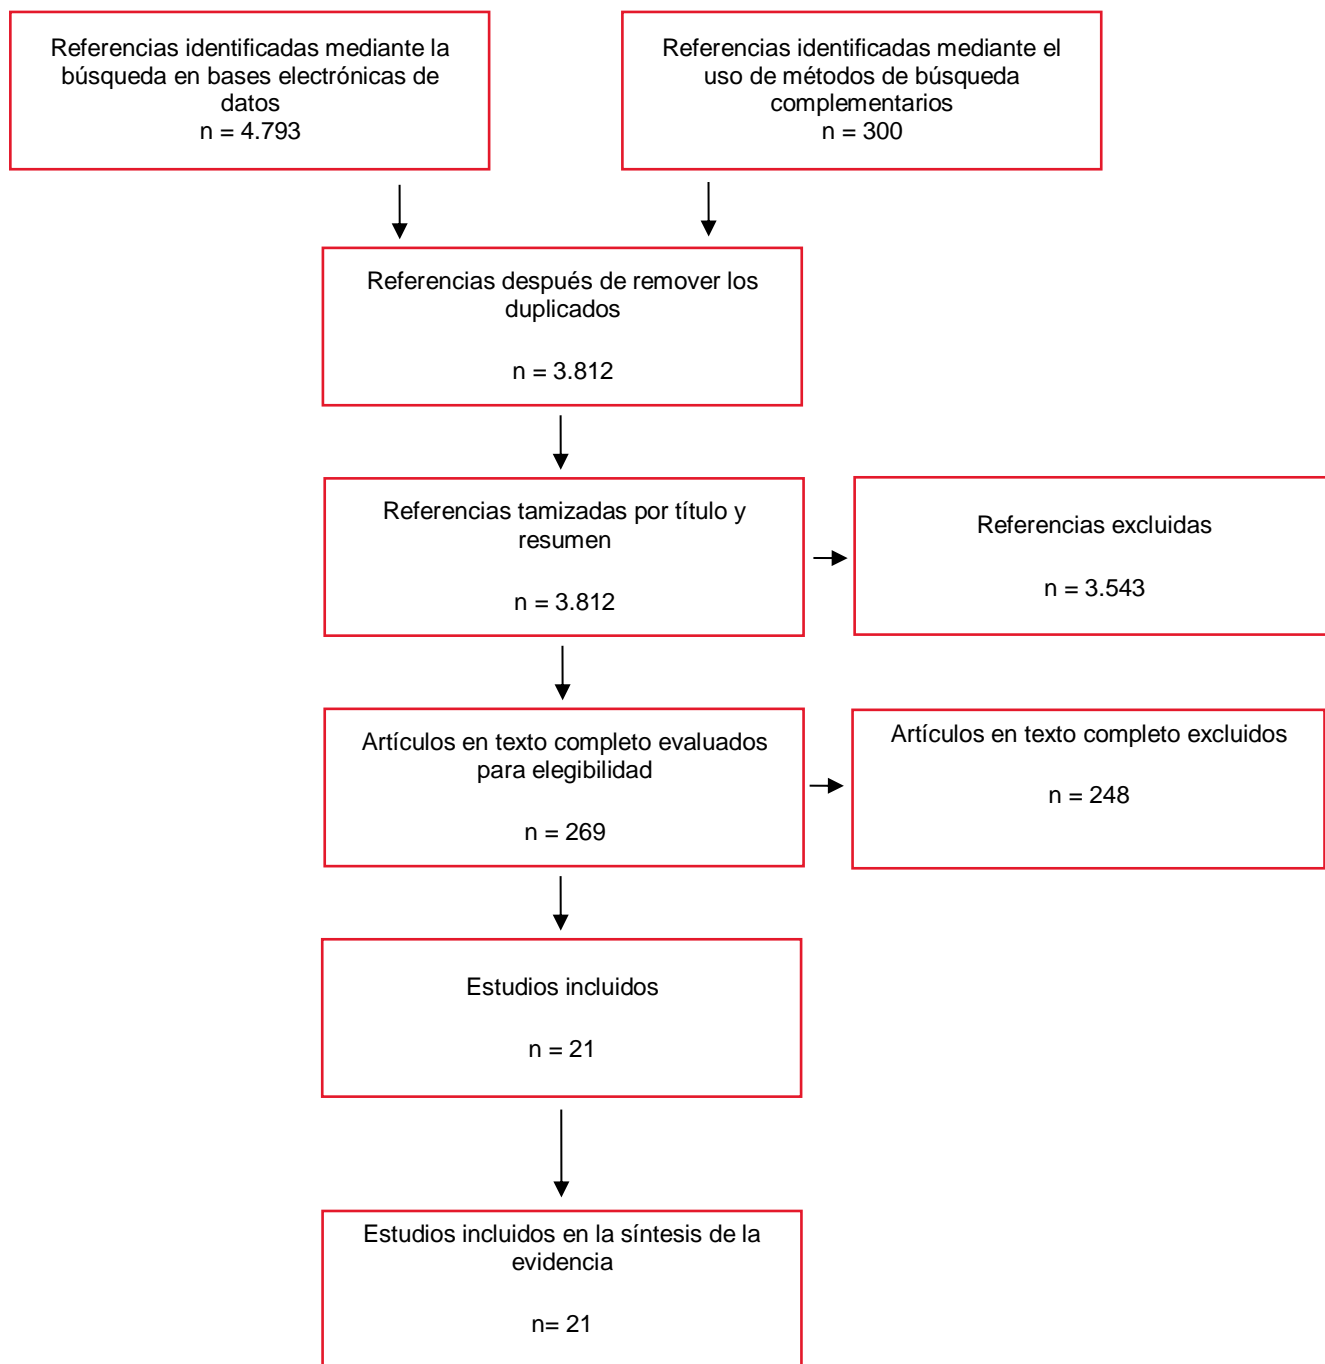 Referencias identificadas mediante la
búsqueda en bases electrónicas de
datos
n = 4.793
Referencias identificadas mediante el
uso de métodos de búsqueda
complementarios
n = 300
Referencias después de remover los
duplicados
n = 3.812
Referencias tamizadas por título y
resumen
n = 3.812
Referencias excluidas
n = 3.543
Artículos en texto completo evaluados
para elegibilidad
n = 269
Artículos en texto completo excluidos
n = 248
Estudios incluidos
n = 21
Estudios incluidos en la síntesis de la
evidencia
n= 21